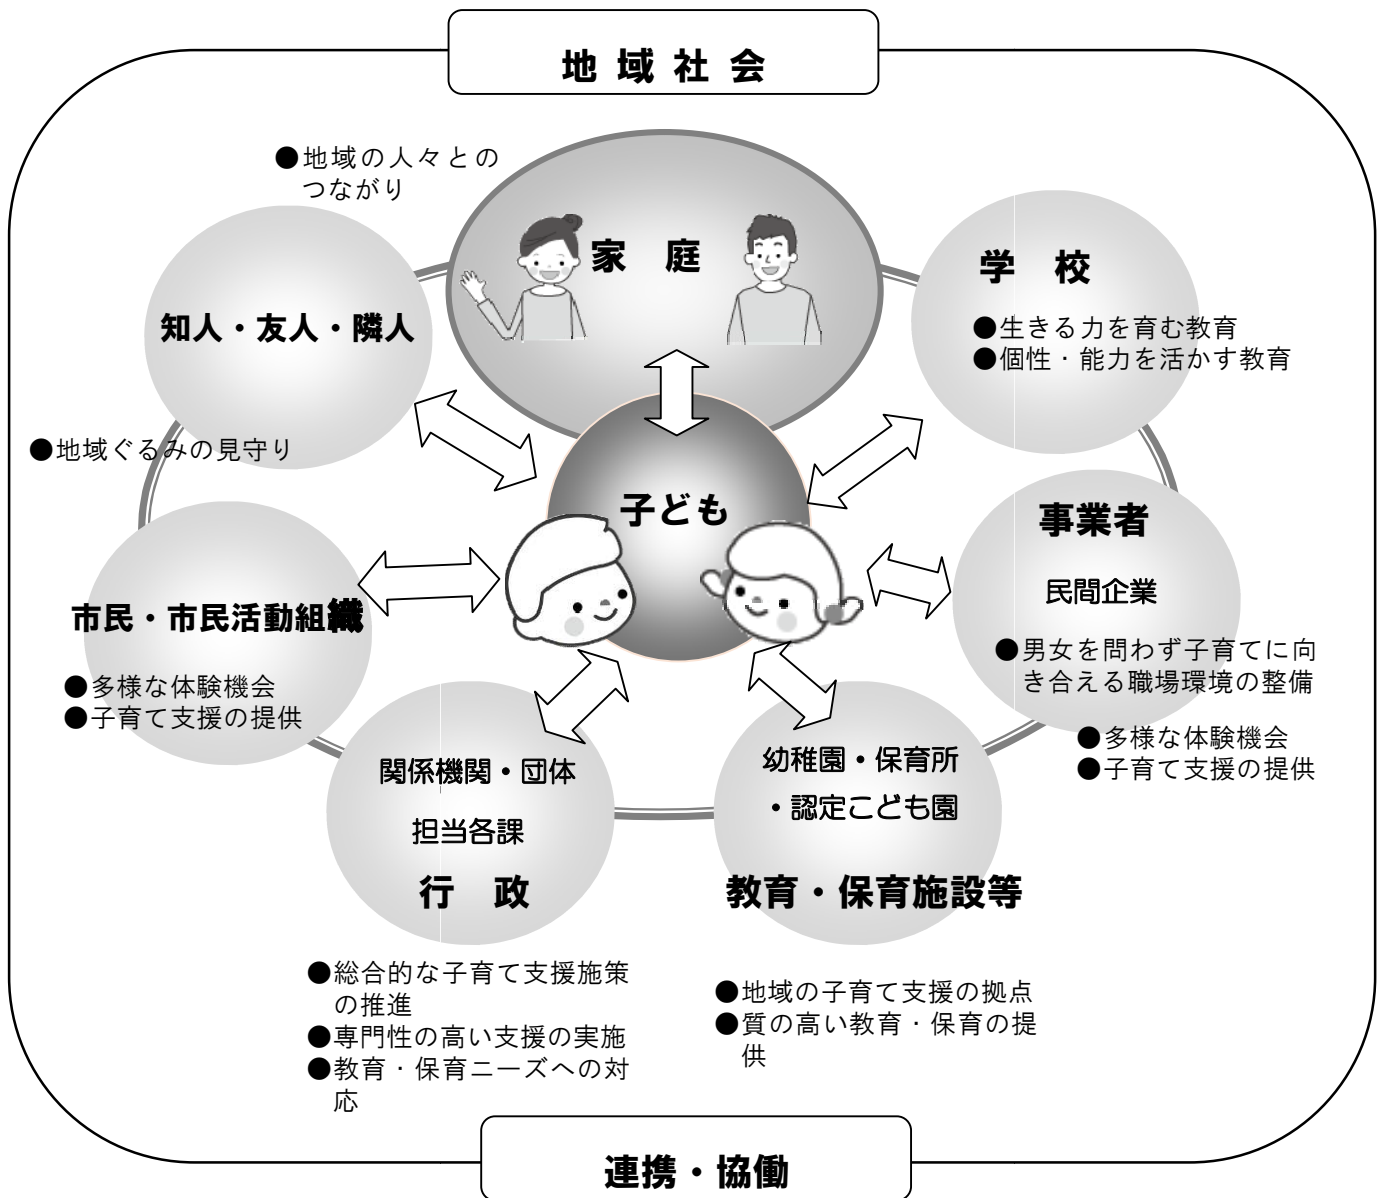 地域社会
●地域の人々との
つながり
家 庭
学 校
●生きる力を育む教育
●個性・能力を活かす教育
知人・友人・隣人
●地域ぐるみの見守り
子ども
事業者
民間企業
●男女を問わず子育てに向
き合える職場環境の整備
●多様な体験機会
●子育て支援の提供
市民・市民活動組織
●多様な体験機会
●子育て支援の提供
関係機関・団体
担当各課
行 政
●総合的な子育て支援施策
の推進
●専門性の高い支援の実施
●教育・保育ニーズへの対
応
幼稚園・保育所
・認定こども園
教育・保育施設等
●地域の子育て支援の拠点
●質の高い教育・保育の提
供
連携・協働